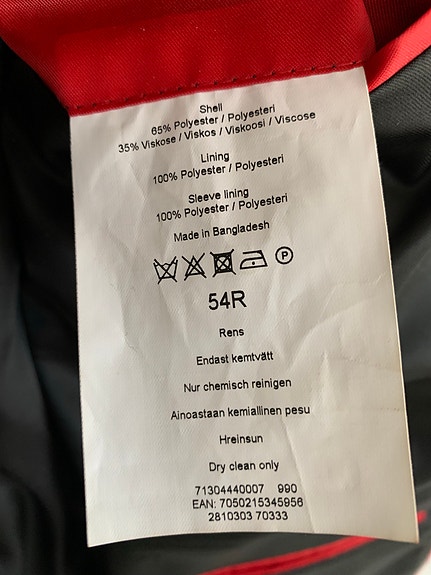 Shell
65% Polyester / Polyesteri
35% Viskose / Viskos / Viskoosi / Viscose
Lining
100% Polyester / Polyesteri
Sleeve lining
100% Polyester / Polyesteri
Made in Bangladesh
P
54R
Rens
Endast kemtvätt
Nur chemisch reinigen
Ainoastaan kemiallinen pesu
Hreinsun
Dry clean only
71304440007 990
EAN: 7050215345956
2810303 70333